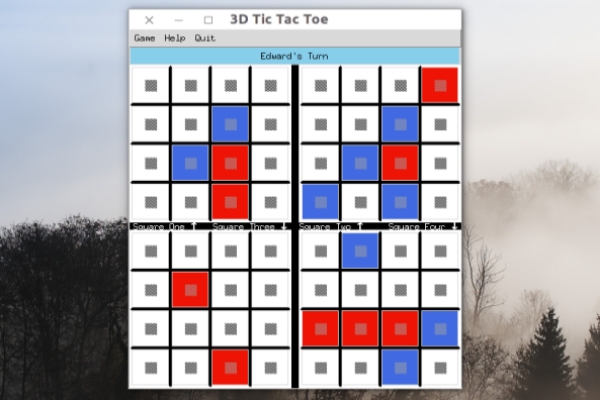 3D Tic Tac Toe
Game Help Quit
Edward's Turn
Square One ↑ Square Three ↓ Square Two ↑ Square Four ↓